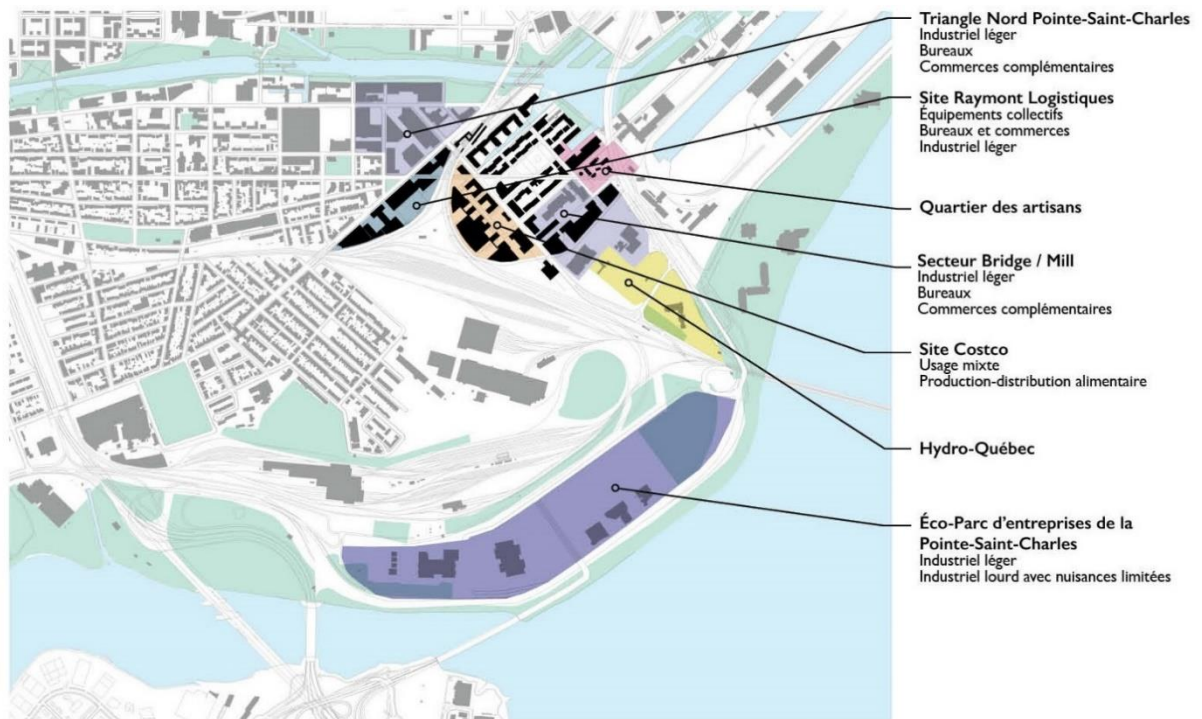 Triangle Nord Pointe-Saint-Charles
Industriel léger
Bureaux
Commerces complémentaires
Site Raymont Logistiques
Équipements collectifs
Bureaux et commerces
Industriel léger
Quartier des artisans
Secteur Bridge / Mill
Industriel léger
Bureaux
Commerces complémentaires
Site Costco
Usage mixte
Production-distribution alimentaire
Hydro-Québec
Éco-Parc d'entreprises de la
Pointe-Saint-Charles
Industriel léger
Industriel lourd avec nuisances limitées